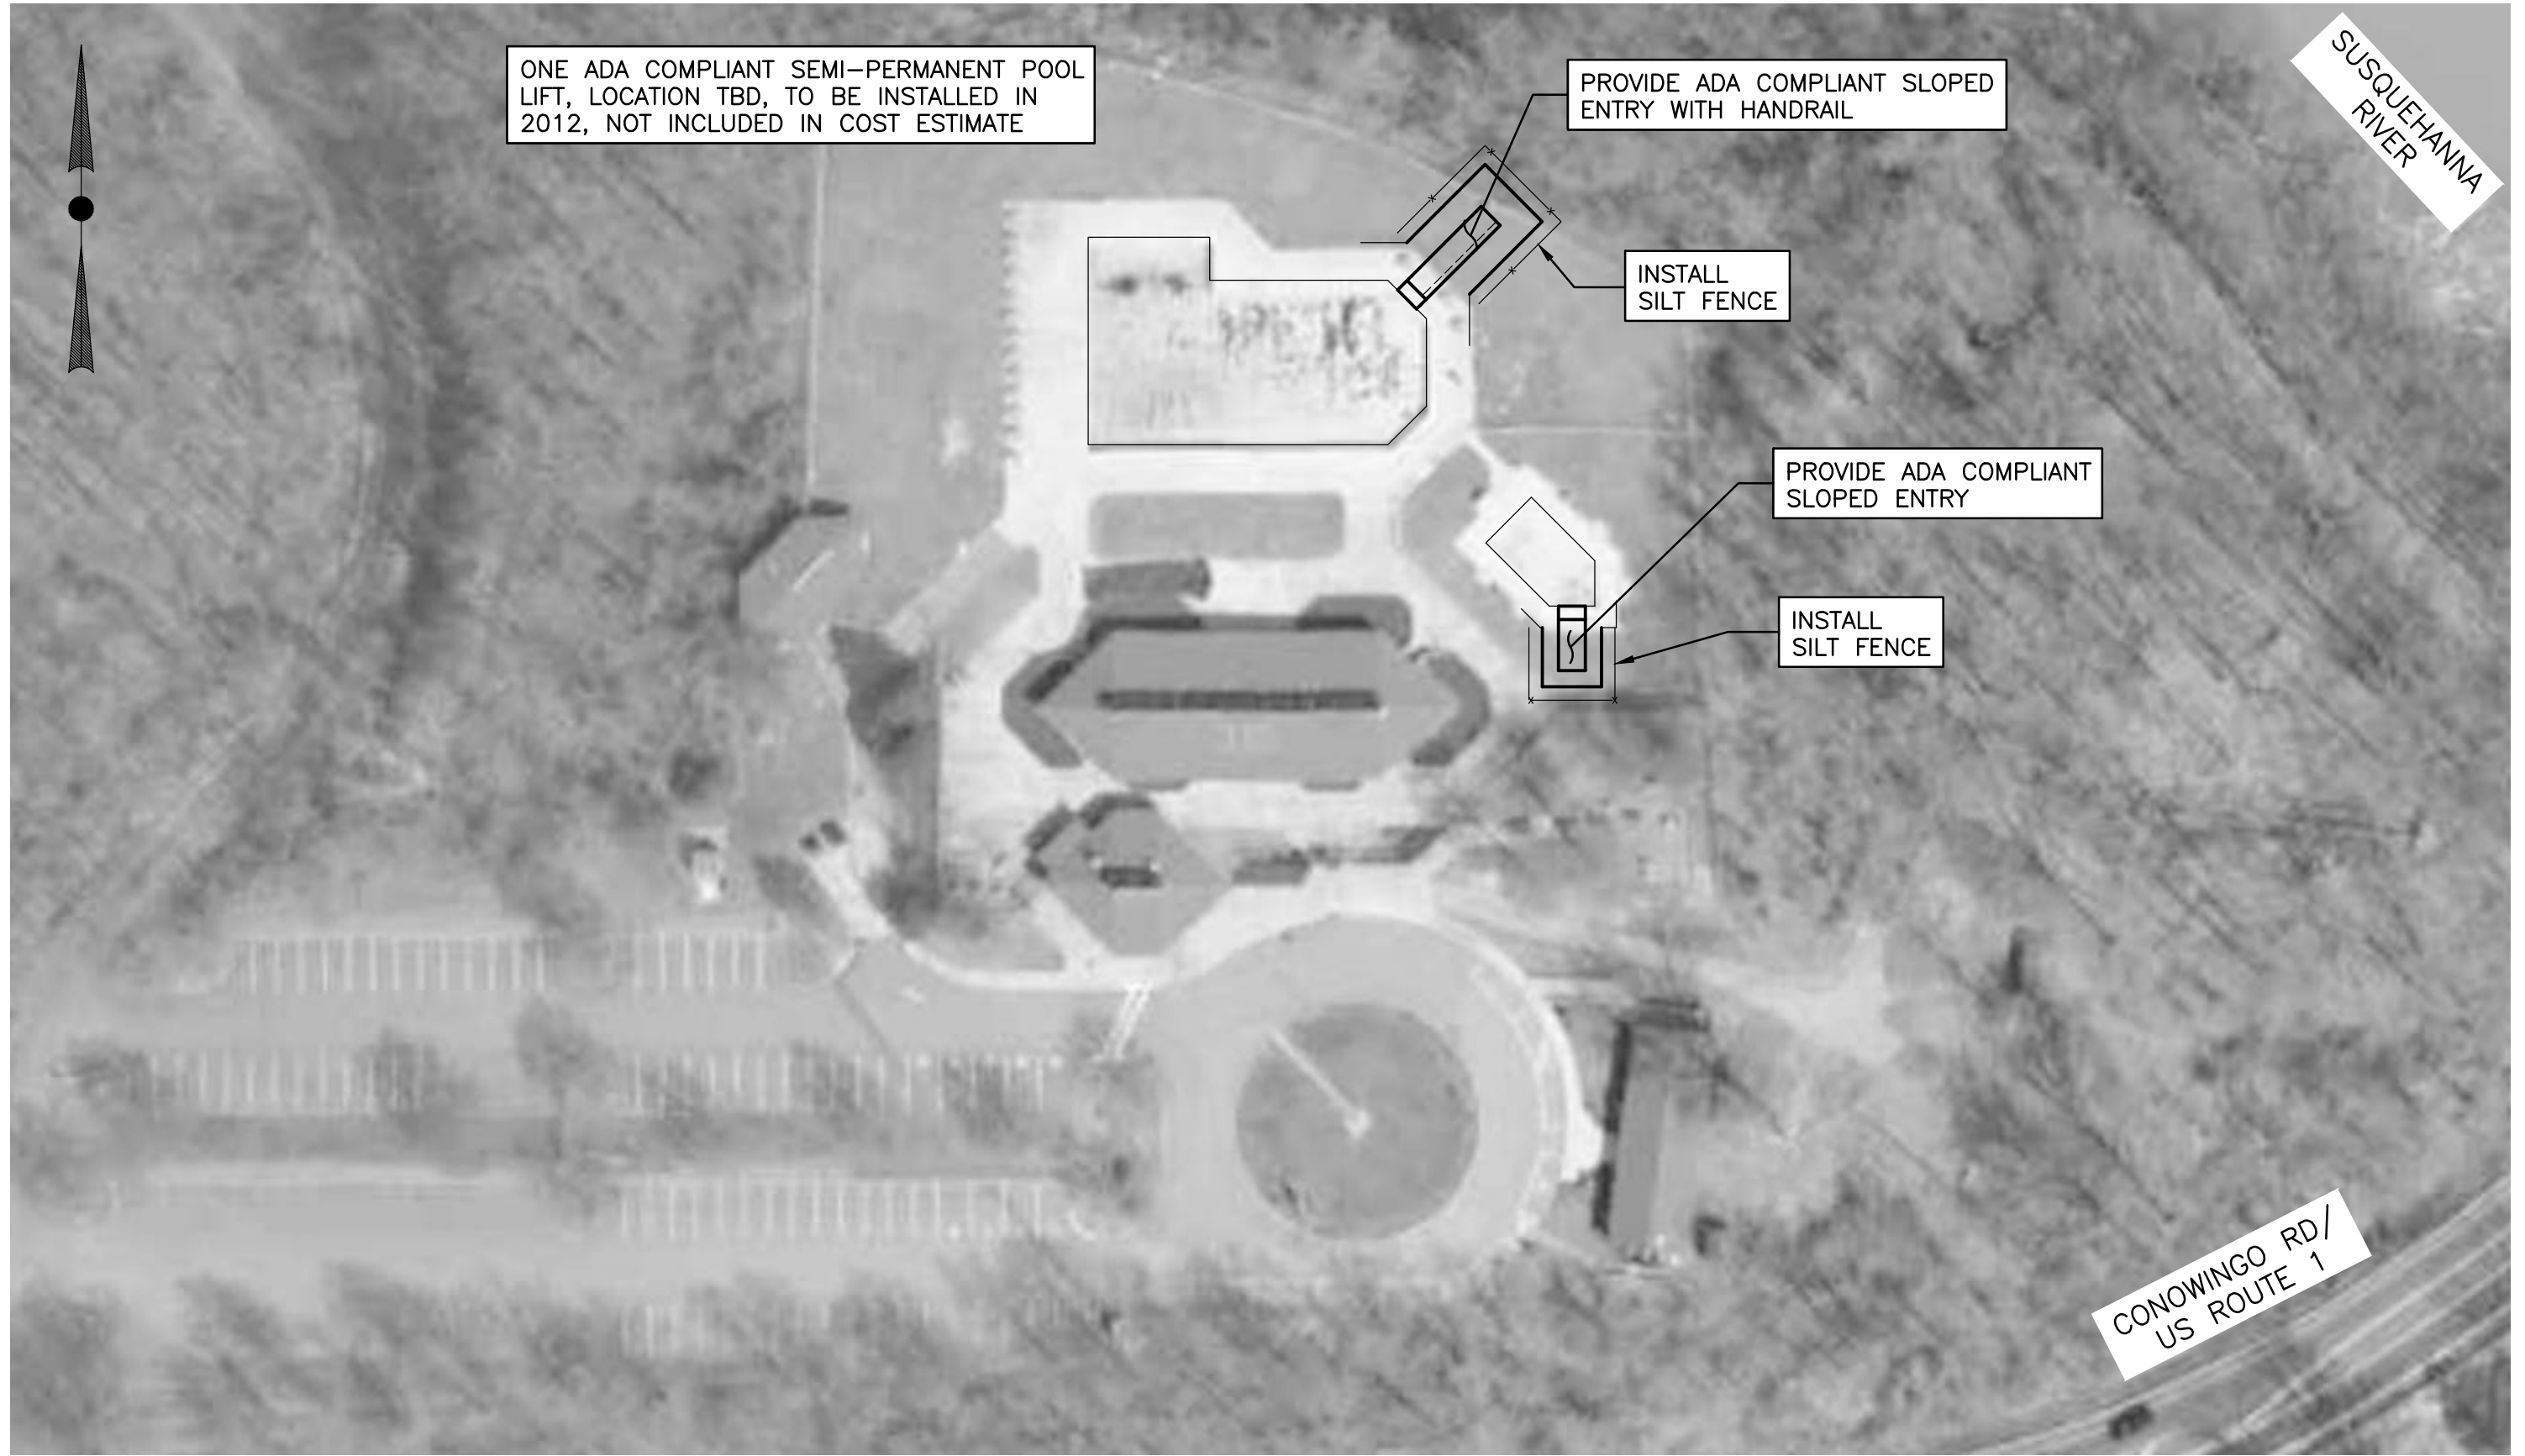 ONE ADA COMPLIANT SEMI-PERMANENT POOL
LIFT, LOCATION TBD, TO BE INSTALLED IN
2012, NOT INCLUDED IN COST ESTIMATE
PROVIDE ADA COMPLIANT SLOPED
ENTRY WITH HANDRAIL
SUSQUEHANNA
RIVER
INSTALL
SILT FENCE
PROVIDE ADA COMPLIANT
SLOPED ENTRY
INSTALL
SILT FENCE
CONOWINGO RD/
US ROUTE 1